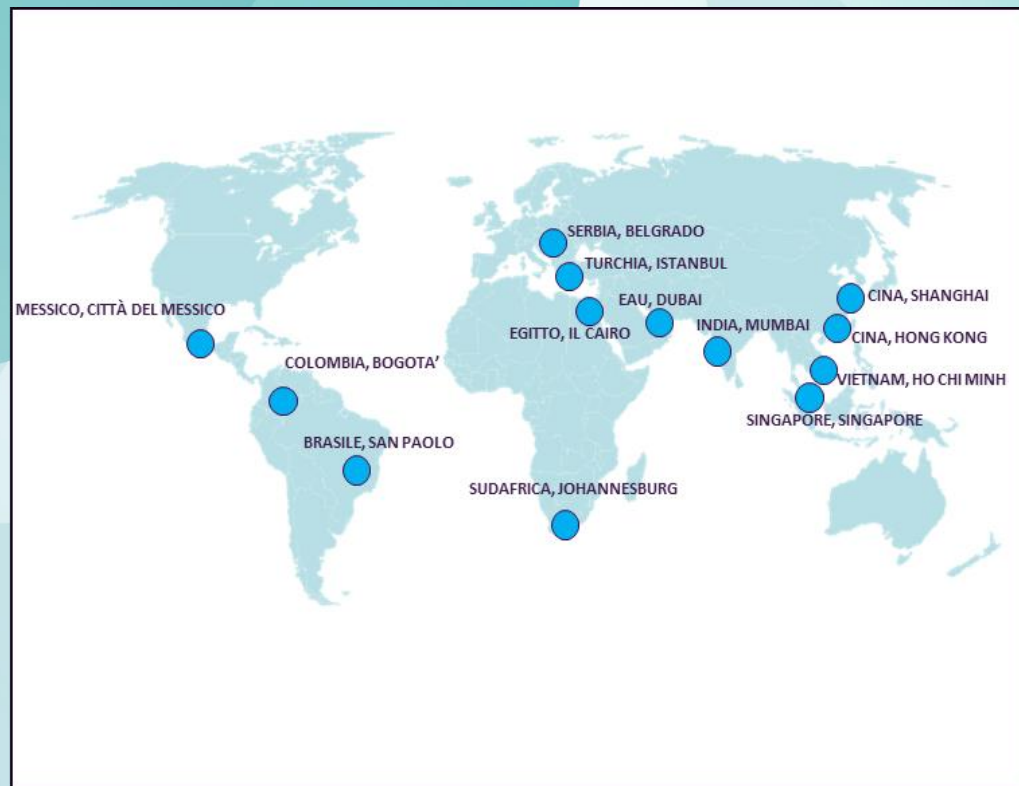 SERBIA, BELGRADO
TURCHIA, ISTANBUL
EAU, DUBAI
CINA, SHANGHAI
MESSICO, CITTÀ DEL MESSICO
EGITTO, IL CAIRO
INDIA, MUMBAI
CINA, HONG KONG
COLOMBIA, BOGOTA’
VIETNAM, HO CHI MINH
SINGAPORE, SINGAPORE
BRASILE, SAN PAOLO
SUDAFRICA, JOHANNESBURG